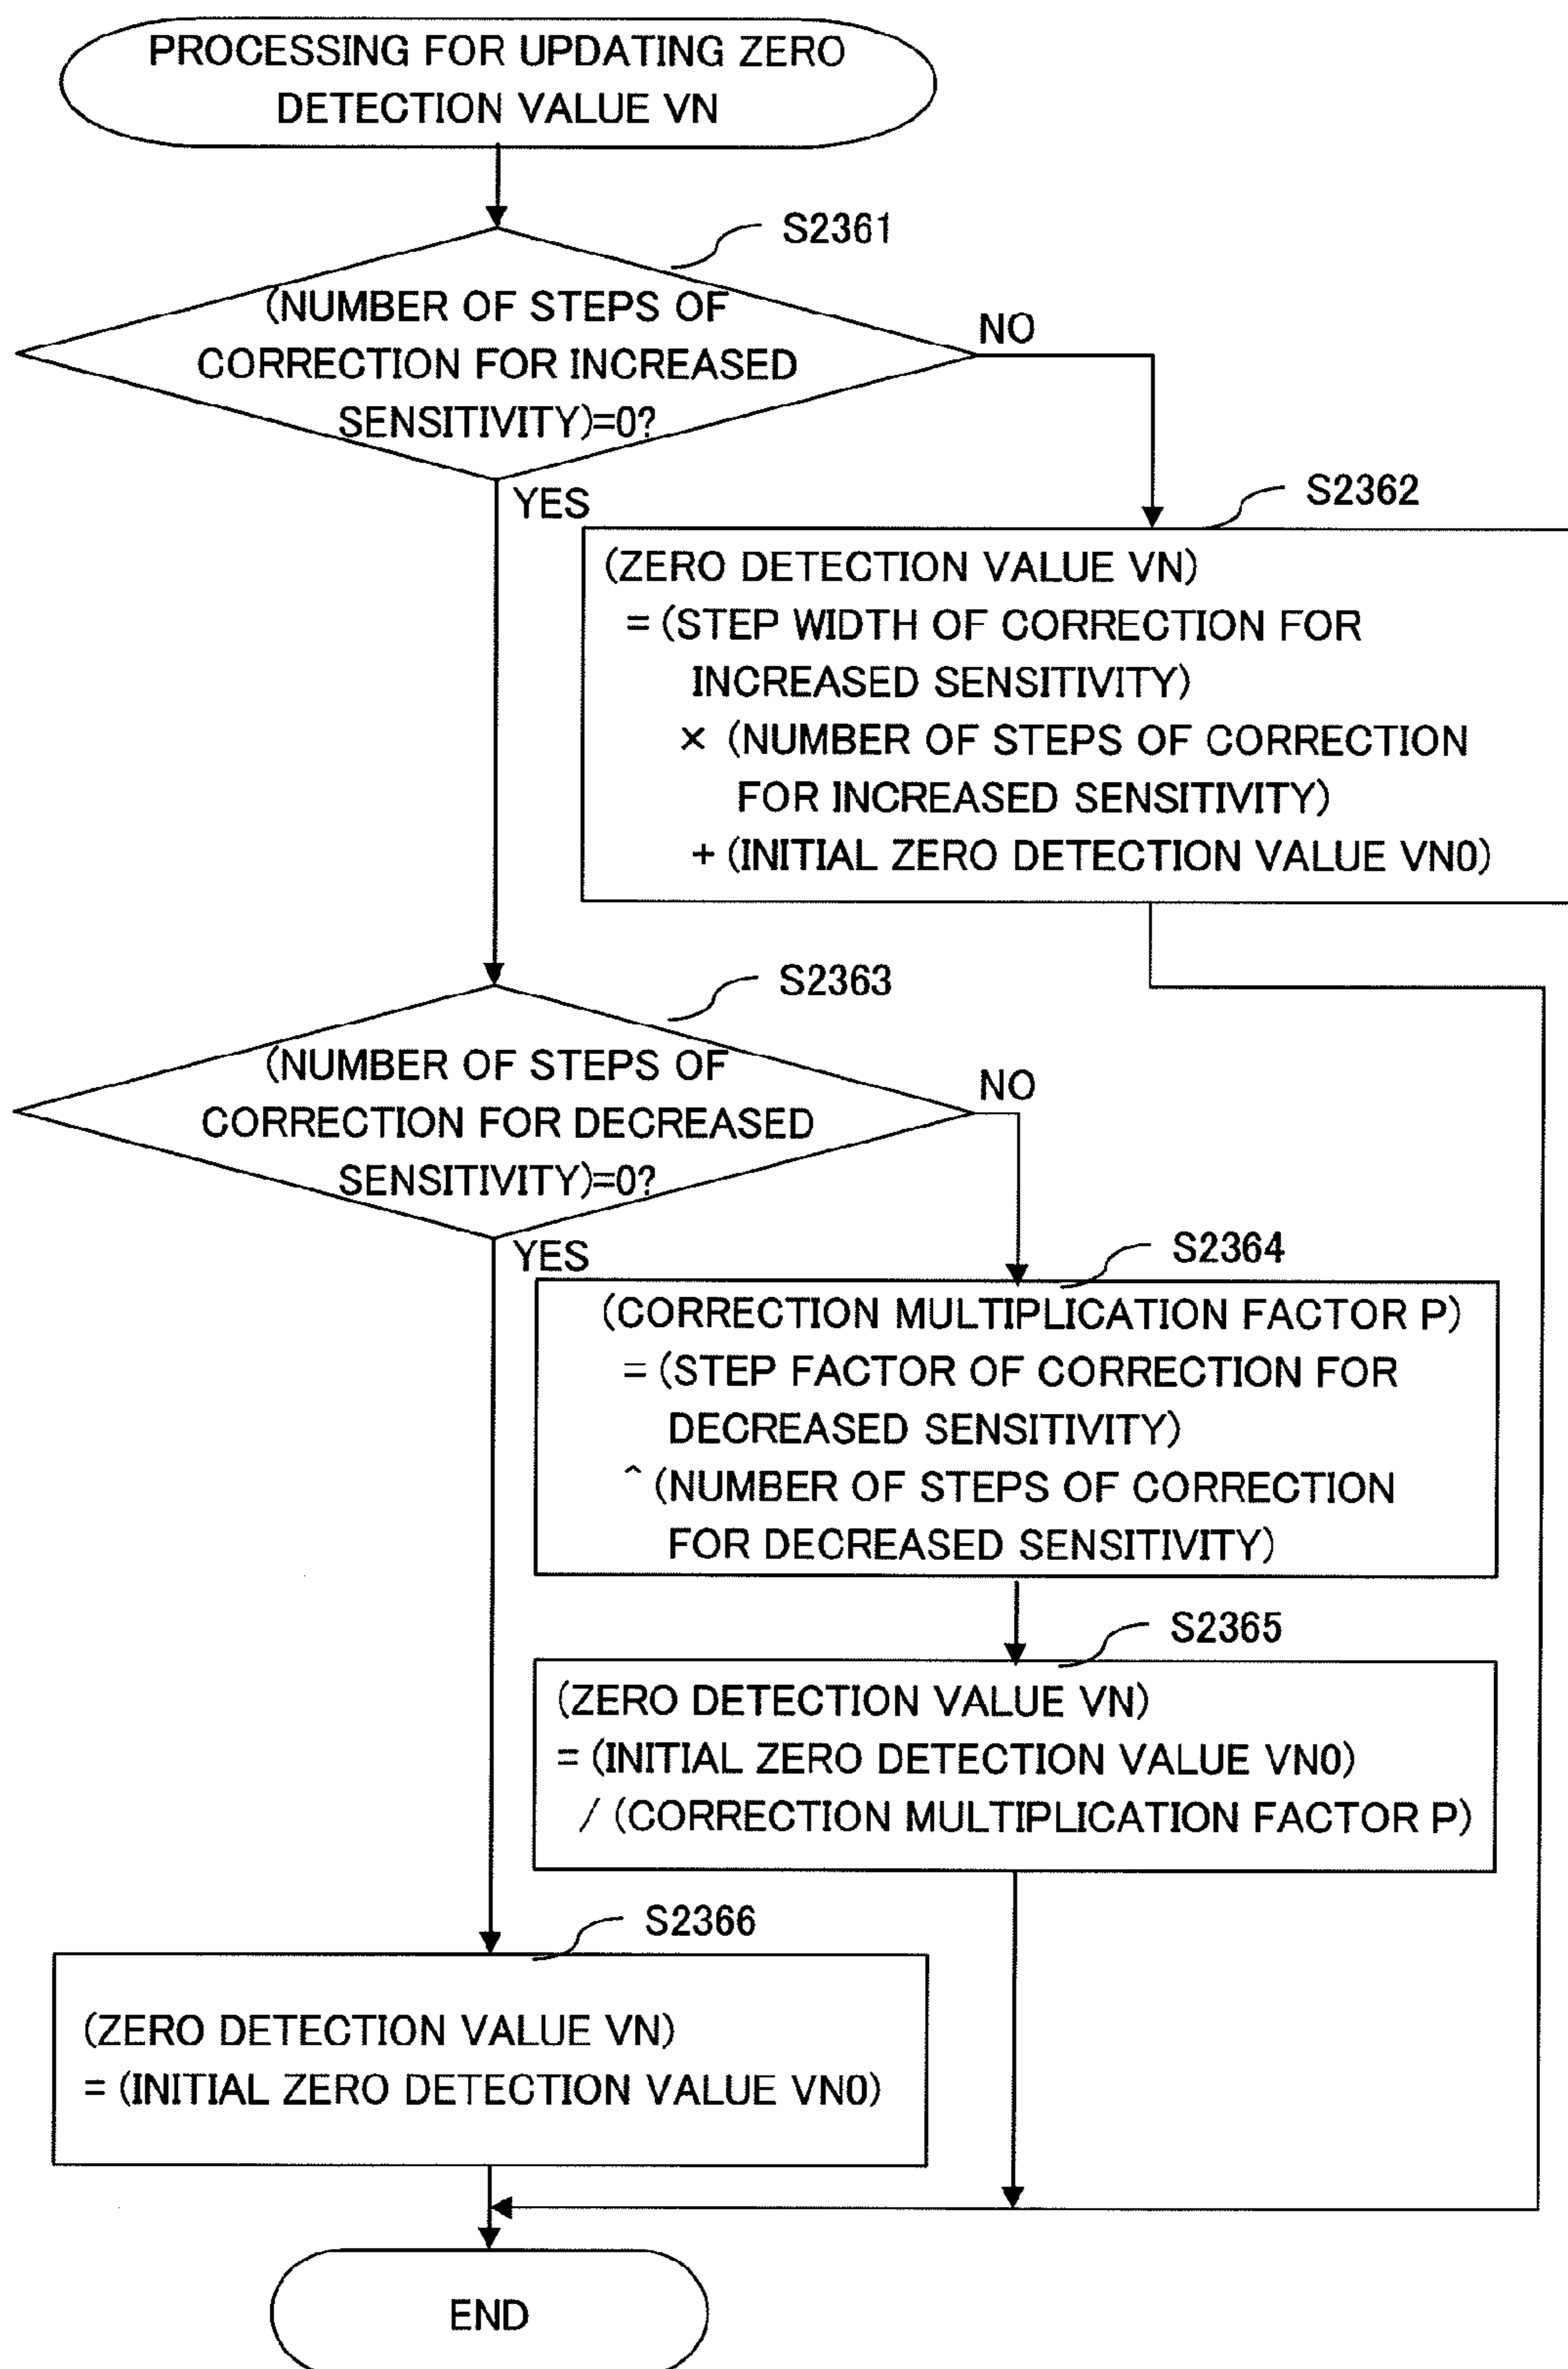 PROCESSING FOR UPDATING ZERO
DETECTION VALUE VN
S2361
(NUMBER OF STEPS OF
CORRECTION FOR INCREASED
SENSITIVITY)=0?
NO
YES
S2362
(ZERO DETECTION VALUE VN)
= (STEP WIDTH OF CORRECTION FOR
INCREASED SENSITIVITY)
× (NUMBER OF STEPS OF CORRECTION
FOR INCREASED SENSITIVITY)
+ (INITIAL ZERO DETECTION VALUE VN0)
S2363
(NUMBER OF STEPS OF
CORRECTION FOR DECREASED
SENSITIVITY)=0?
NO
YES
S2364
(CORRECTION MULTIPLICATION FACTOR P)
= (STEP FACTOR OF CORRECTION FOR
DECREASED SENSITIVITY)
^ (NUMBER OF STEPS OF CORRECTION
FOR DECREASED SENSITIVITY)
S2365
(ZERO DETECTION VALUE VN)
= (INITIAL ZERO DETECTION VALUE VN0)
/ (CORRECTION MULTIPLICATION FACTOR P)
S2366
(ZERO DETECTION VALUE VN)
= (INITIAL ZERO DETECTION VALUE VN0)
END